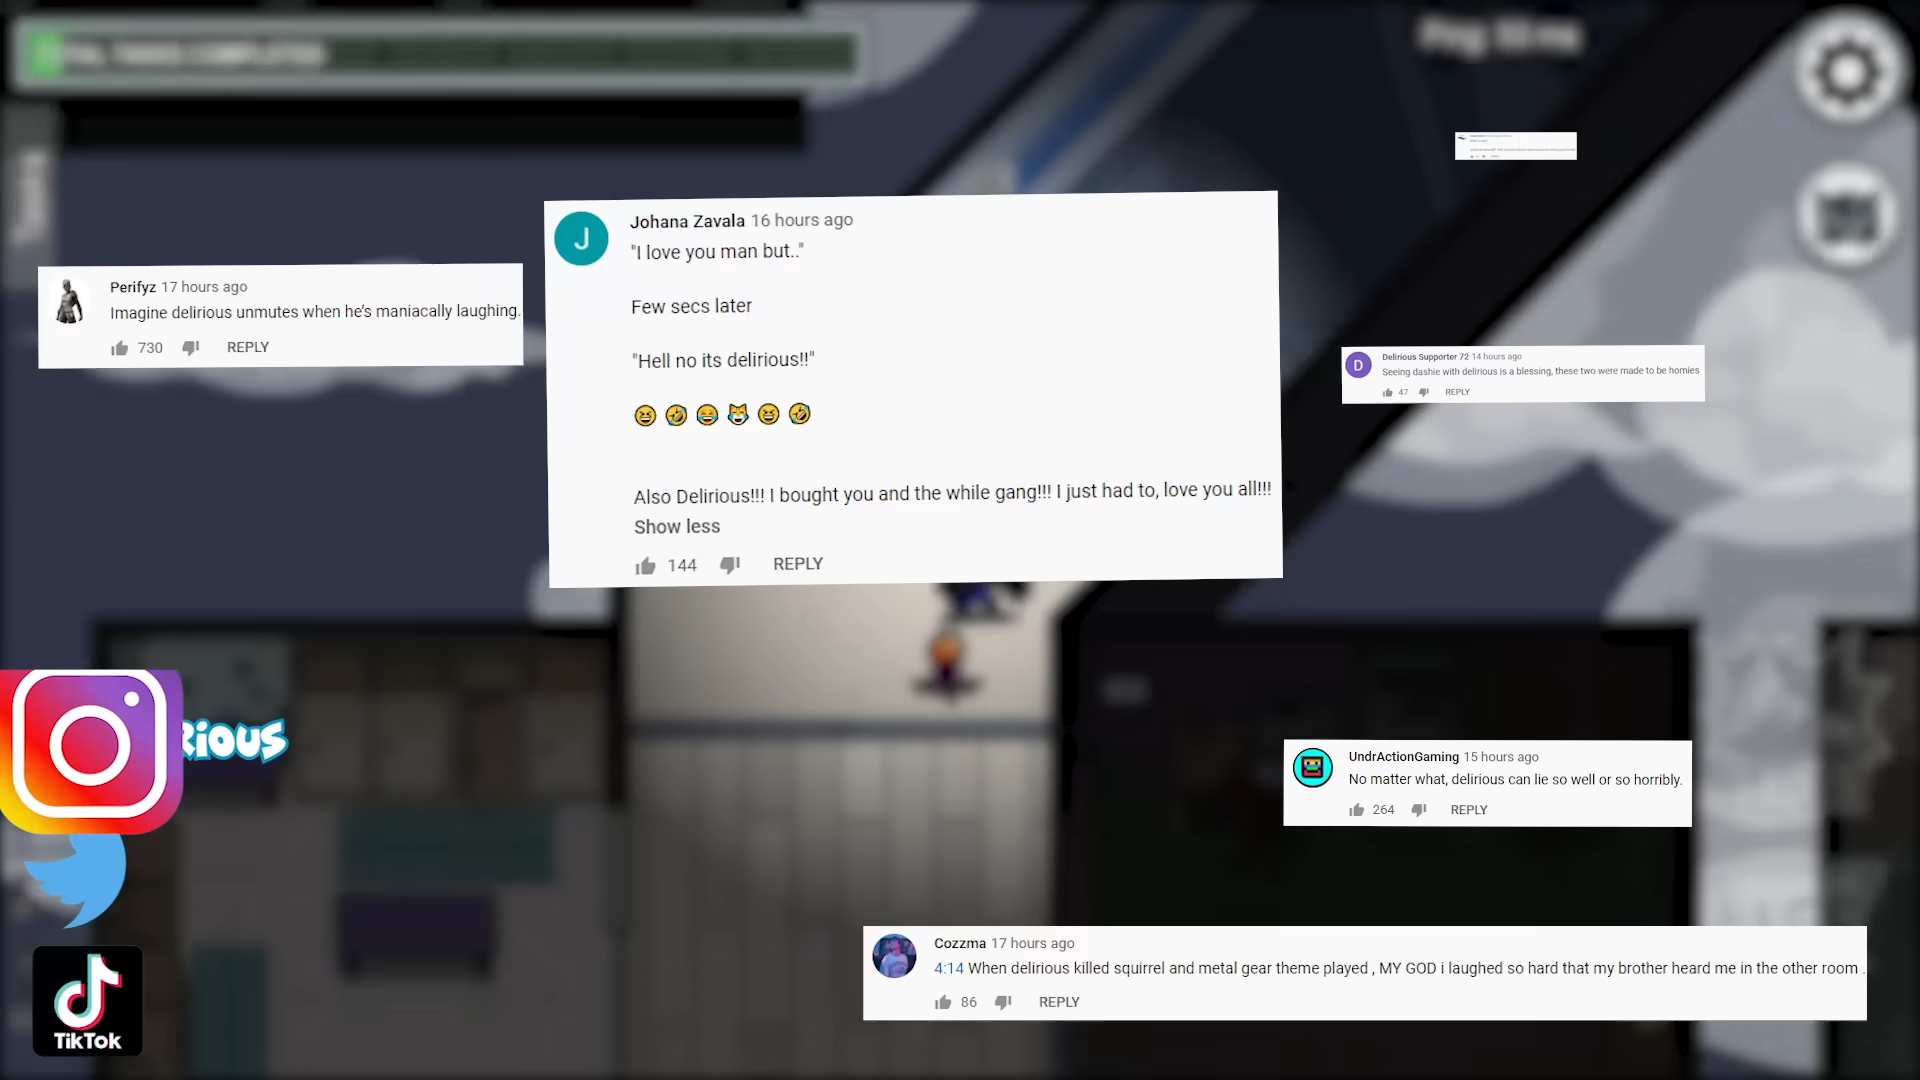 Perifyz 17 hours ago
Imagine delirious unmutes when he's maniacally laughing.
730 REPLY
Johana Zavala 16 hours ago
"I love you man but.."
Few secs later
"Hell no its delirious!!"
Also Delirious!!! I bought you and the while gang!!! I just had to, love you all!!!
Show less
144 REPLY
J
D
Delirious Supporter 72 14 hours ago
Seeing dashie with delirious is a blessing, these two were made to be homies
47 REPLY
RIOUS
UndrActionGaming 15 hours ago
No matter what, delirious can lie so well or so horribly.
264 REPLY
Cozzma 17 hours ago
4:14 When delirious killed squirrel and metal gear theme played , MY GOD i laughed so hard that my brother heard me in the other room .
86 REPLY
TikTok